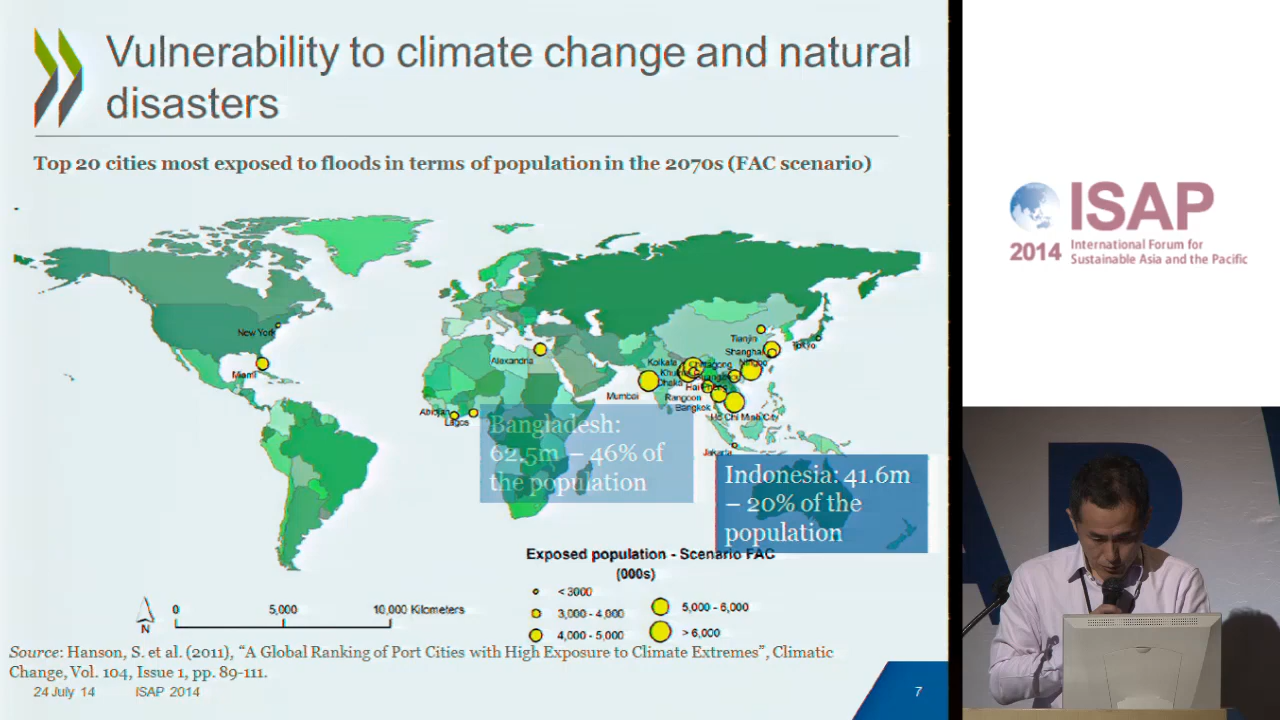 Vulnerability to climate change and natural
disasters
Top 20 cities most exposed to floods in terms of population in the 2070s (FAC scenario)
ISAP
2014
International Forum for
Sustainable Asia and the Pacific
New York
Miami
Alexandria
Abidjan
Lagos
Tianjin
Tokyo
Shanghai
Ningbo
Kolkata
Chittagong
Dhaka
Mumbai
Rangoon
Hai Phong
Bangkok
Ho Chi Minh City
Jakarta
Bangladesh:
62.5m – 46% of
the population
Indonesia: 41.6m
– 20% of the
population
Exposed population - Scenario FAC
(000s)
< 3000
3,000 - 4,000
4,000 - 5,000
5,000 - 6,000
> 6,000
N
0 5,000 10,000 Kilometers
Source: Hanson, S. et al. (2011), “A Global Ranking of Port Cities with High Exposure to Climate Extremes”, Climatic
Change, Vol. 104, Issue 1, pp. 89-111.
24 July 14 ISAP 2014 7
P